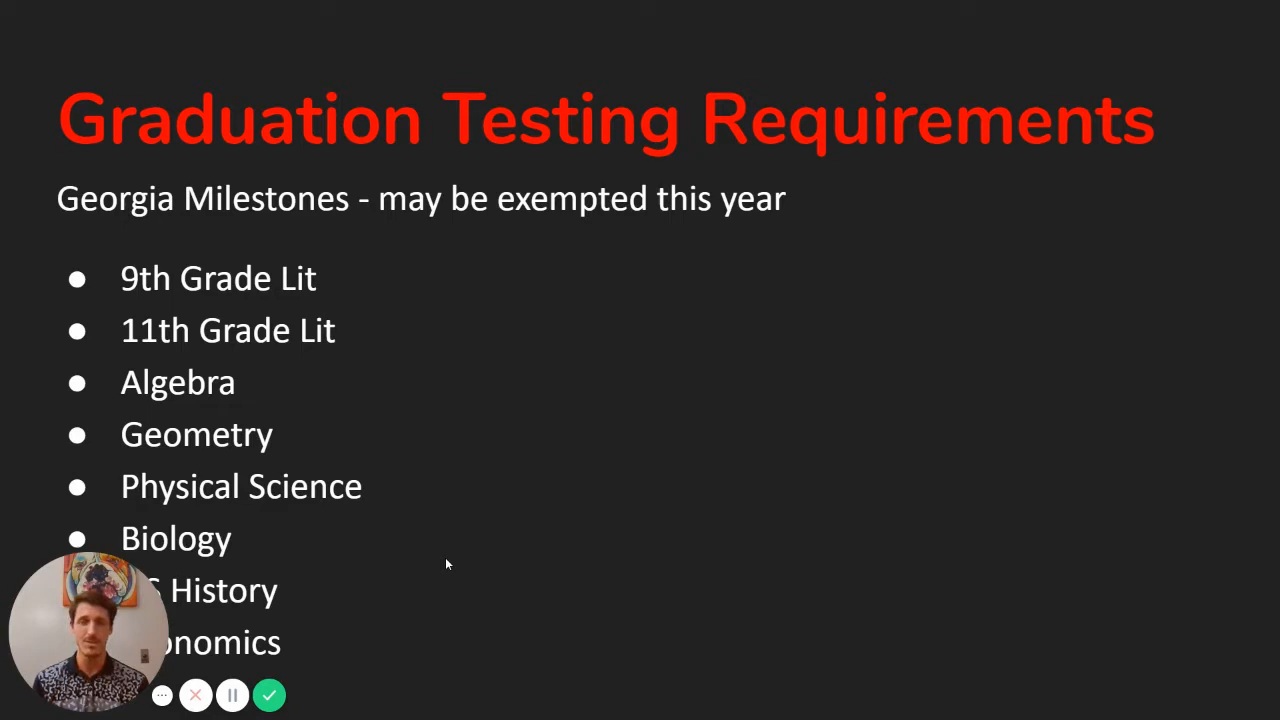 Graduation Testing Requirements
Georgia Milestones - may be exempted this year
● 9th Grade Lit
● 11th Grade Lit
● Algebra
● Geometry
● Physical Science
● Biology
History